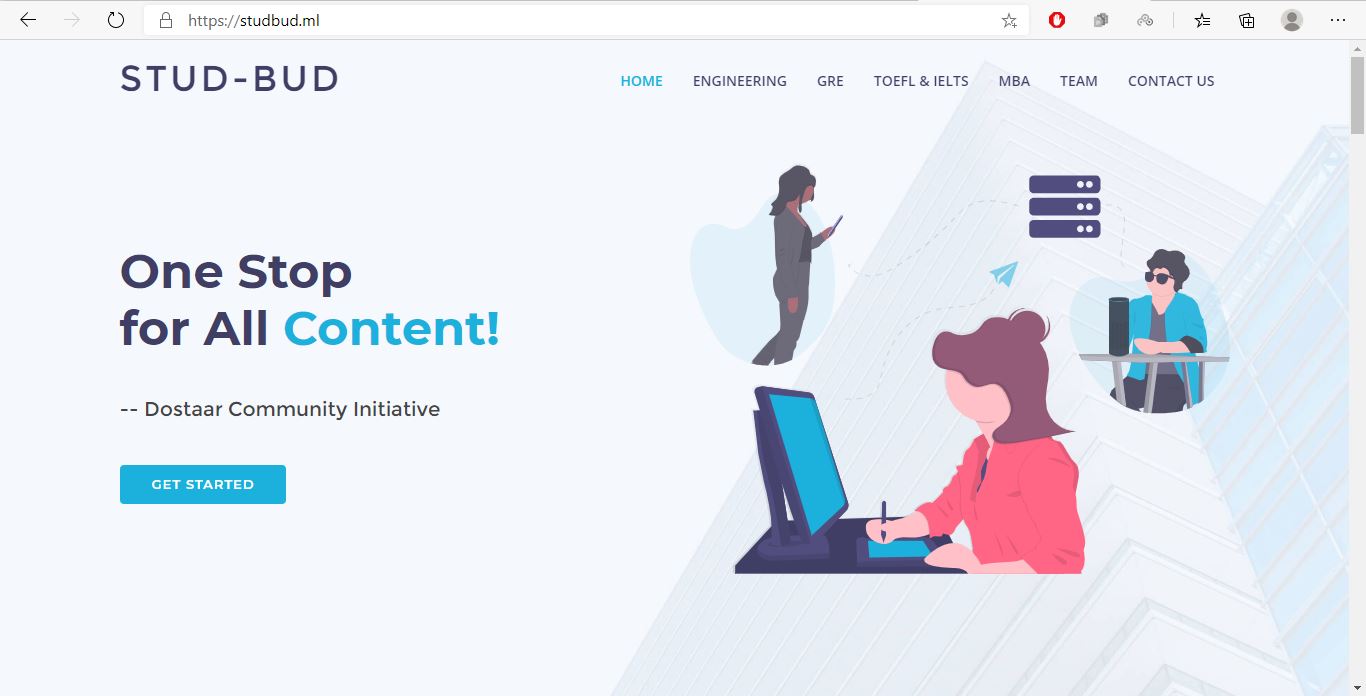 https://studbud.ml
STUD-BUD
HOME ENGINEERING GRE TOEFL & IELTS MBA TEAM CONTACT US
One Stop
for All Content!
-- Dostaar Community Initiative
GET STARTED